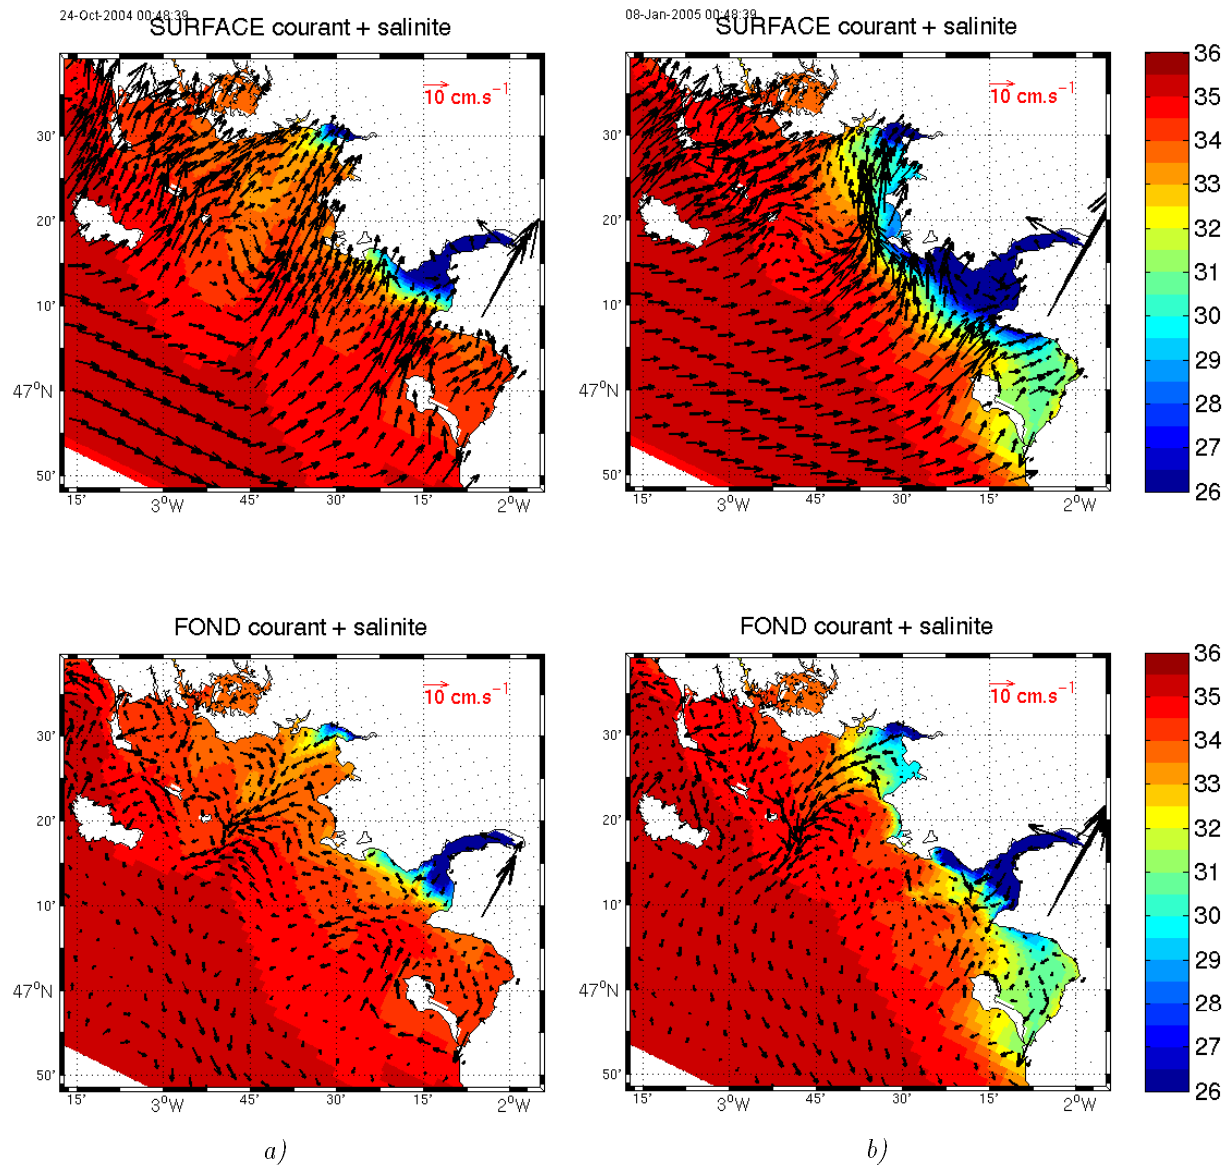 24-Oct-2004 00:48:39
SURFACE courant + salinite
10 cm.s⁻¹
30'
20'
10'
47°N
50'
15'
3°W
45'
30'
15'
2°W
08-Jan-2005 00:48:39
SURFACE courant + salinite
10 cm.s⁻¹
30'
20'
10'
47°N
50'
15'
3°W
45'
30'
15'
2°W
36
35
34
33
32
31
30
29
28
27
26
FOND courant + salinite
10 cm.s⁻¹
30'
20'
10'
47°N
50'
15'
3°W
45'
30'
15'
2°W
a)
FOND courant + salinite
10 cm.s⁻¹
30'
20'
10'
47°N
50'
15'
3°W
45'
30'
15'
2°W
b)
36
35
34
33
32
31
30
29
28
27
26